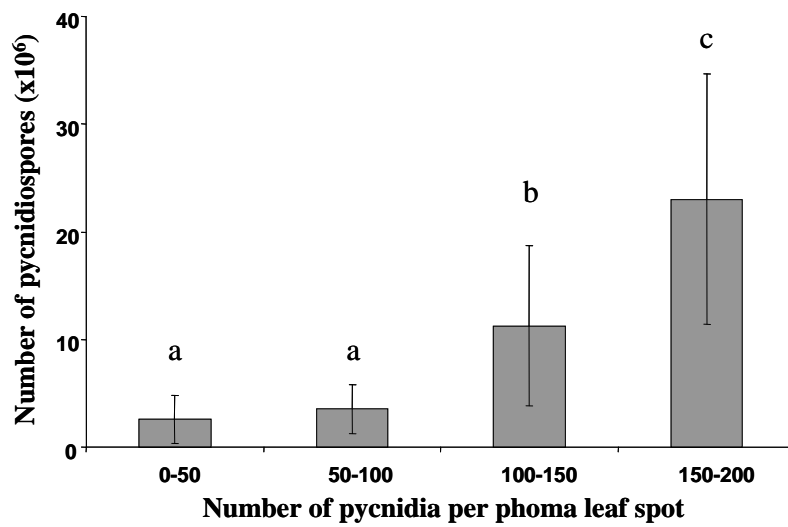 40
30
20
10
0
Number of pycnidiospores (x10⁶)
a
a
b
c
0-50
50-100
100-150
150-200
Number of pycnidia per phoma leaf spot